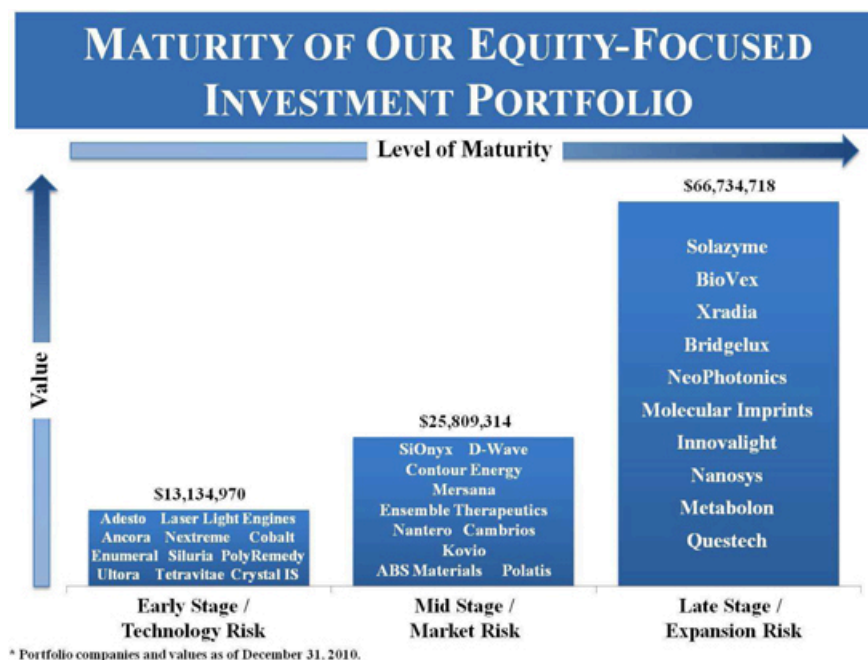 MATURITY OF OUR EQUITY-FOCUSED
INVESTMENT PORTFOLIO
Level of Maturity
Value
$13,134,970
Adesto Laser Light Engines
Ancora Nextreme Cobalt
Enumeral Siluria PolyRemedy
Ultora Tetravitae Crystal IS
Early Stage /
Technology Risk
$25,809,314
SiOnyx D-Wave
Contour Energy
Mersana
Ensemble Therapeutics
Nantero Cambrios
Kovio
ABS Materials Polatis
Mid Stage /
Market Risk
$66,734,718
Solazyme
BioVex
Xradia
Bridgelux
NeoPhotonics
Molecular Imprints
Innovalight
Nanosys
Metabolon
Questech
Late Stage /
Expansion Risk
* Portfolio companies and values as of December 31, 2010.